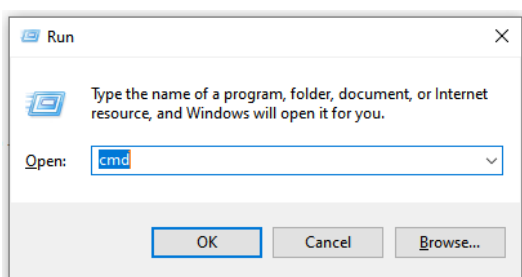 Run
Type the name of a program, folder, document, or Internet
resource, and Windows will open it for you.
Open: cmd
OK Cancel Browse...